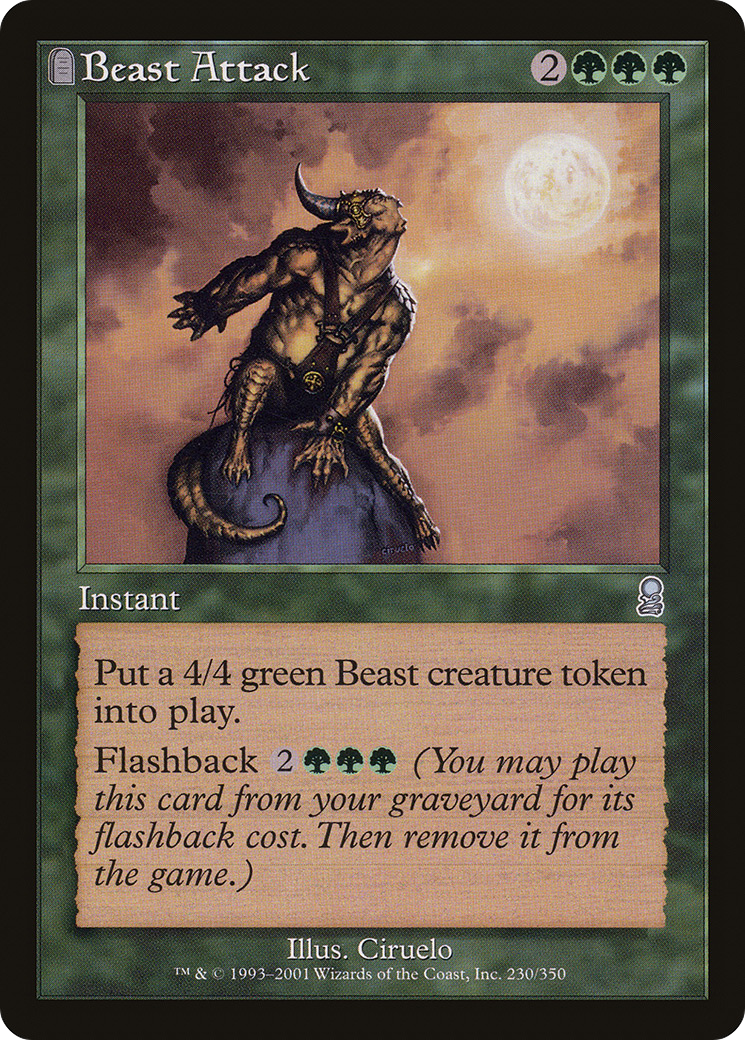 Beast Attack 2
ciruelo
Instant
Put a 4/4 green Beast creature token
into play.
Flashback 2 (You may play
this card from your graveyard for its
flashback cost. Then remove it from
the game.)
Illus. Ciruelo
™ & © 1993–2001 Wizards of the Coast, Inc. 230/350